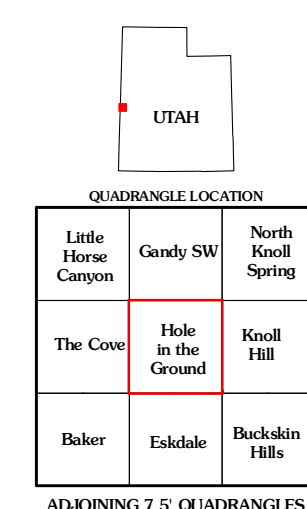 UTAH
QUADRANGLE LOCATION
Little
Horse
Canyon
Gandy SW
North
Knoll
Spring
The Cove
Hole
in the
Ground
Knoll
Hill
Baker
Eskdale
Buckskin
Hills
ADJOINING 7.5' QUADRANGLES